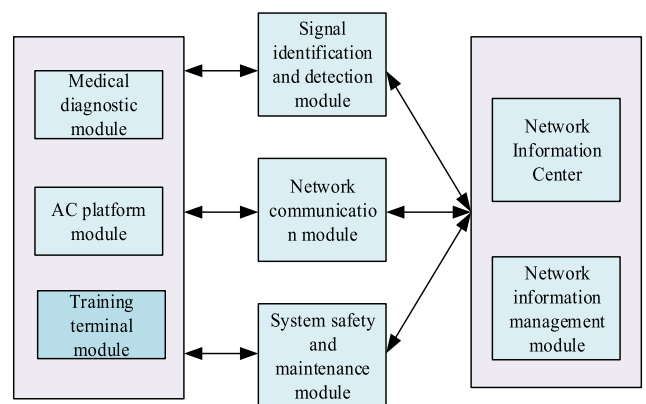 Medical
diagnostic
module
AC platform
module
Training
terminal
module
Signal
identification
and detection
module
Network
communicatio
n module
System safety
and
maintenance
module
Network
Information
Center
Network
information
management
module